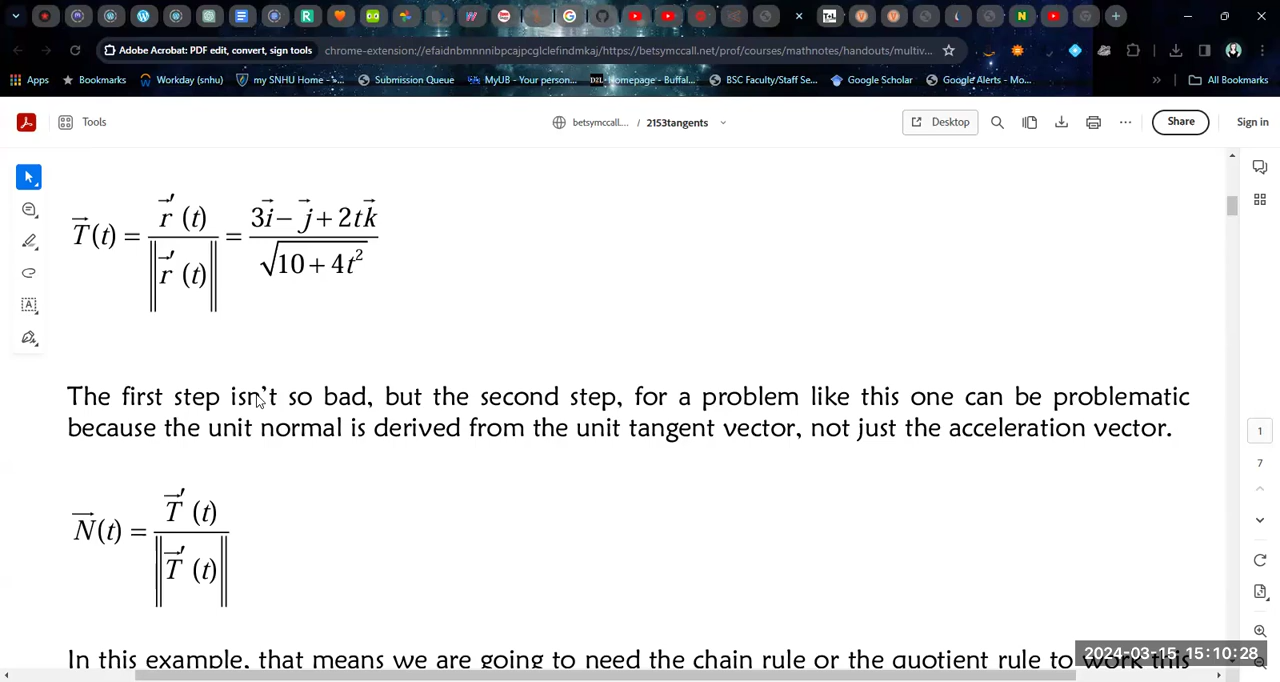 Adobe Acrobat: PDF edit, convert, sign tools
chrome-extension://efaidnbmnnnibpcajpcglclefindmkaj/https://betsymccall.net/prof/courses/mathnotes/handouts/multiv...
Apps
Bookmarks
Workday (snhu)
my SNHU Home - ...
Submission Queue
MyUB - Your person...
DZL
Homepage - Buffal...
BSC Faculty/Staff Se...
Google Scholar
Google Alerts - Mo...
»
All Bookmarks
Tools
betsymccall.... / 2153tangents
Desktop
...
Share
Sign in
T(t) = r′(t) / ‖r′(t)‖ = 3i − j + 2tk / √10 + 4t²
The first step isn't so bad, but the second step, for a problem like this one can be problematic
because the unit normal is derived from the unit tangent vector, not just the acceleration vector.
1
7
N(t) = T′(t) / ‖T′(t)‖
In this example, that means we are going to need the chain rule or the quotient rule to work this
2024-03-15 15:10:28